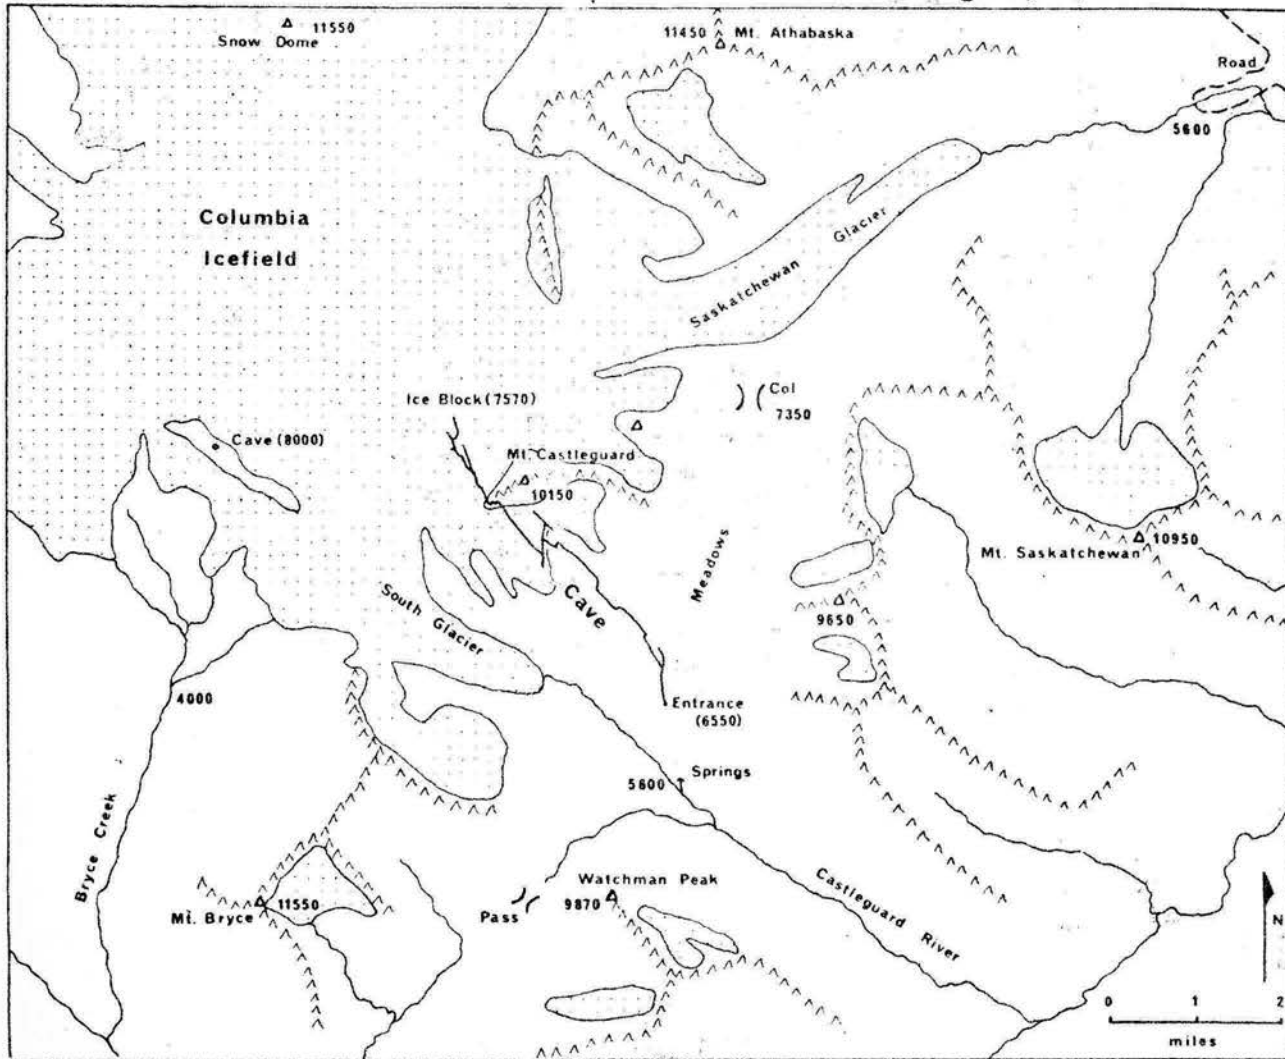 11550
Snow Dome
11450 Mt. Athabaska
Road
5600
Columbia
Icefield
Glacier
Saskatchewan
Ice Block (7570)
Col
7350
Cave (8000)
Mt. Castleguard
10150
Meadows
Mt. Saskatchewan
10950
Cave
South Glacier
9650
4000
Entrance
(6550)
Springs
5600
Bryce Creek
Watchman Peak
9870
Castleguard River
Mt. Bryce
11550
Pass
N
0 1 2
miles